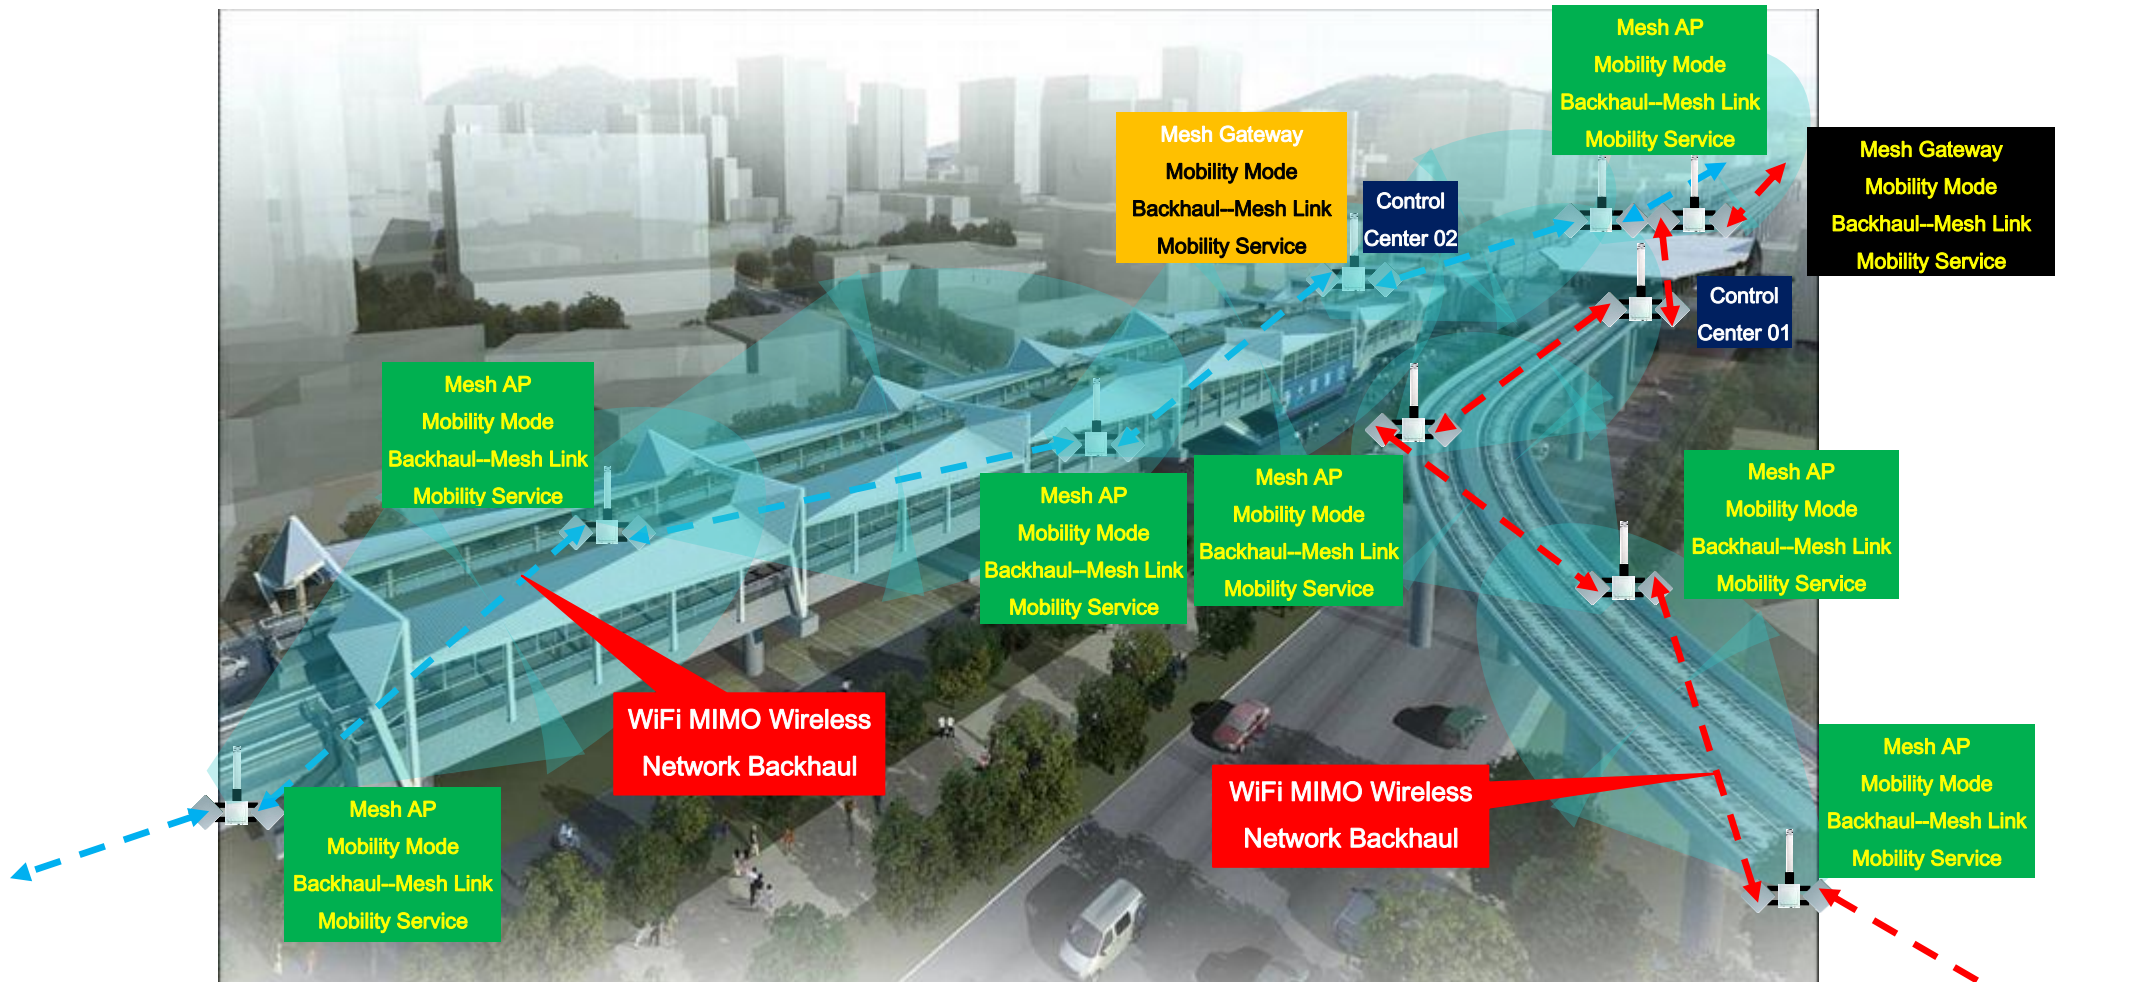 Mesh AP
Mobility Mode
Backhaul--Mesh Link
Mobility Service
Mesh Gateway
Mobility Mode
Backhaul--Mesh Link
Mobility Service
Mesh Gateway
Mobility Mode
Backhaul--Mesh Link
Mobility Service
Control
Center 02
Control
Center 01
Mesh AP
Mobility Mode
Backhaul--Mesh Link
Mobility Service
Mesh AP
Mobility Mode
Backhaul--Mesh Link
Mobility Service
Mesh AP
Mobility Mode
Backhaul--Mesh Link
Mobility Service
Mesh AP
Mobility Mode
Backhaul--Mesh Link
Mobility Service
WiFi MIMO Wireless
Network Backhaul
WiFi MIMO Wireless
Network Backhaul
Mesh AP
Mobility Mode
Backhaul--Mesh Link
Mobility Service
Mesh AP
Mobility Mode
Backhaul--Mesh Link
Mobility Service